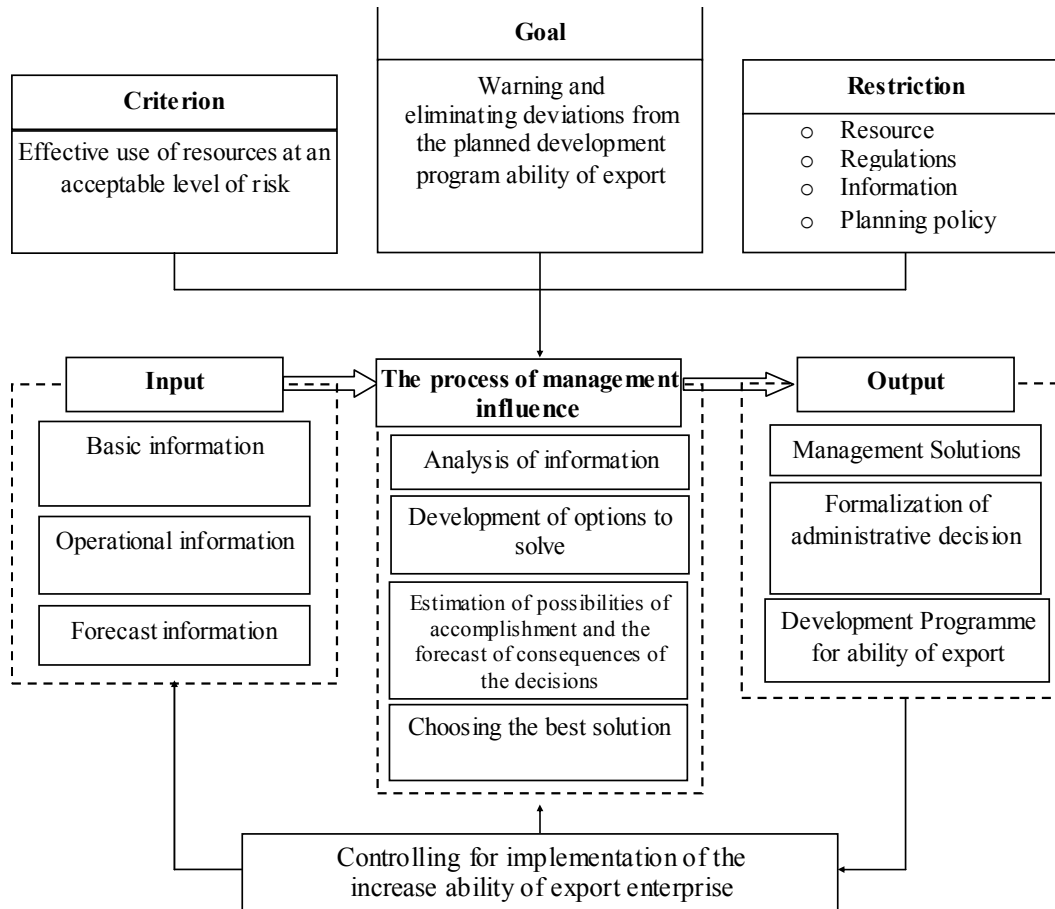 Goal
Warning and
eliminating deviations from
the planned development
program ability of export
Criterion
Effective use of resources at an
acceptable level of risk
Restriction
o Resource
o Regulations
o Information
o Planning policy
Input
Basic information
Operational information
Forecast information
The process of management
influence
Analysis of information
Development of options to
solve
Estimation of possibilities of
accomplishment and the
forecast of consequences of
the decisions
Choosing the best solution
Output
Management Solutions
Formalization of
administrative decision
Development Programme
for ability of export
Controlling for implementation of the
increase ability of export enterprise